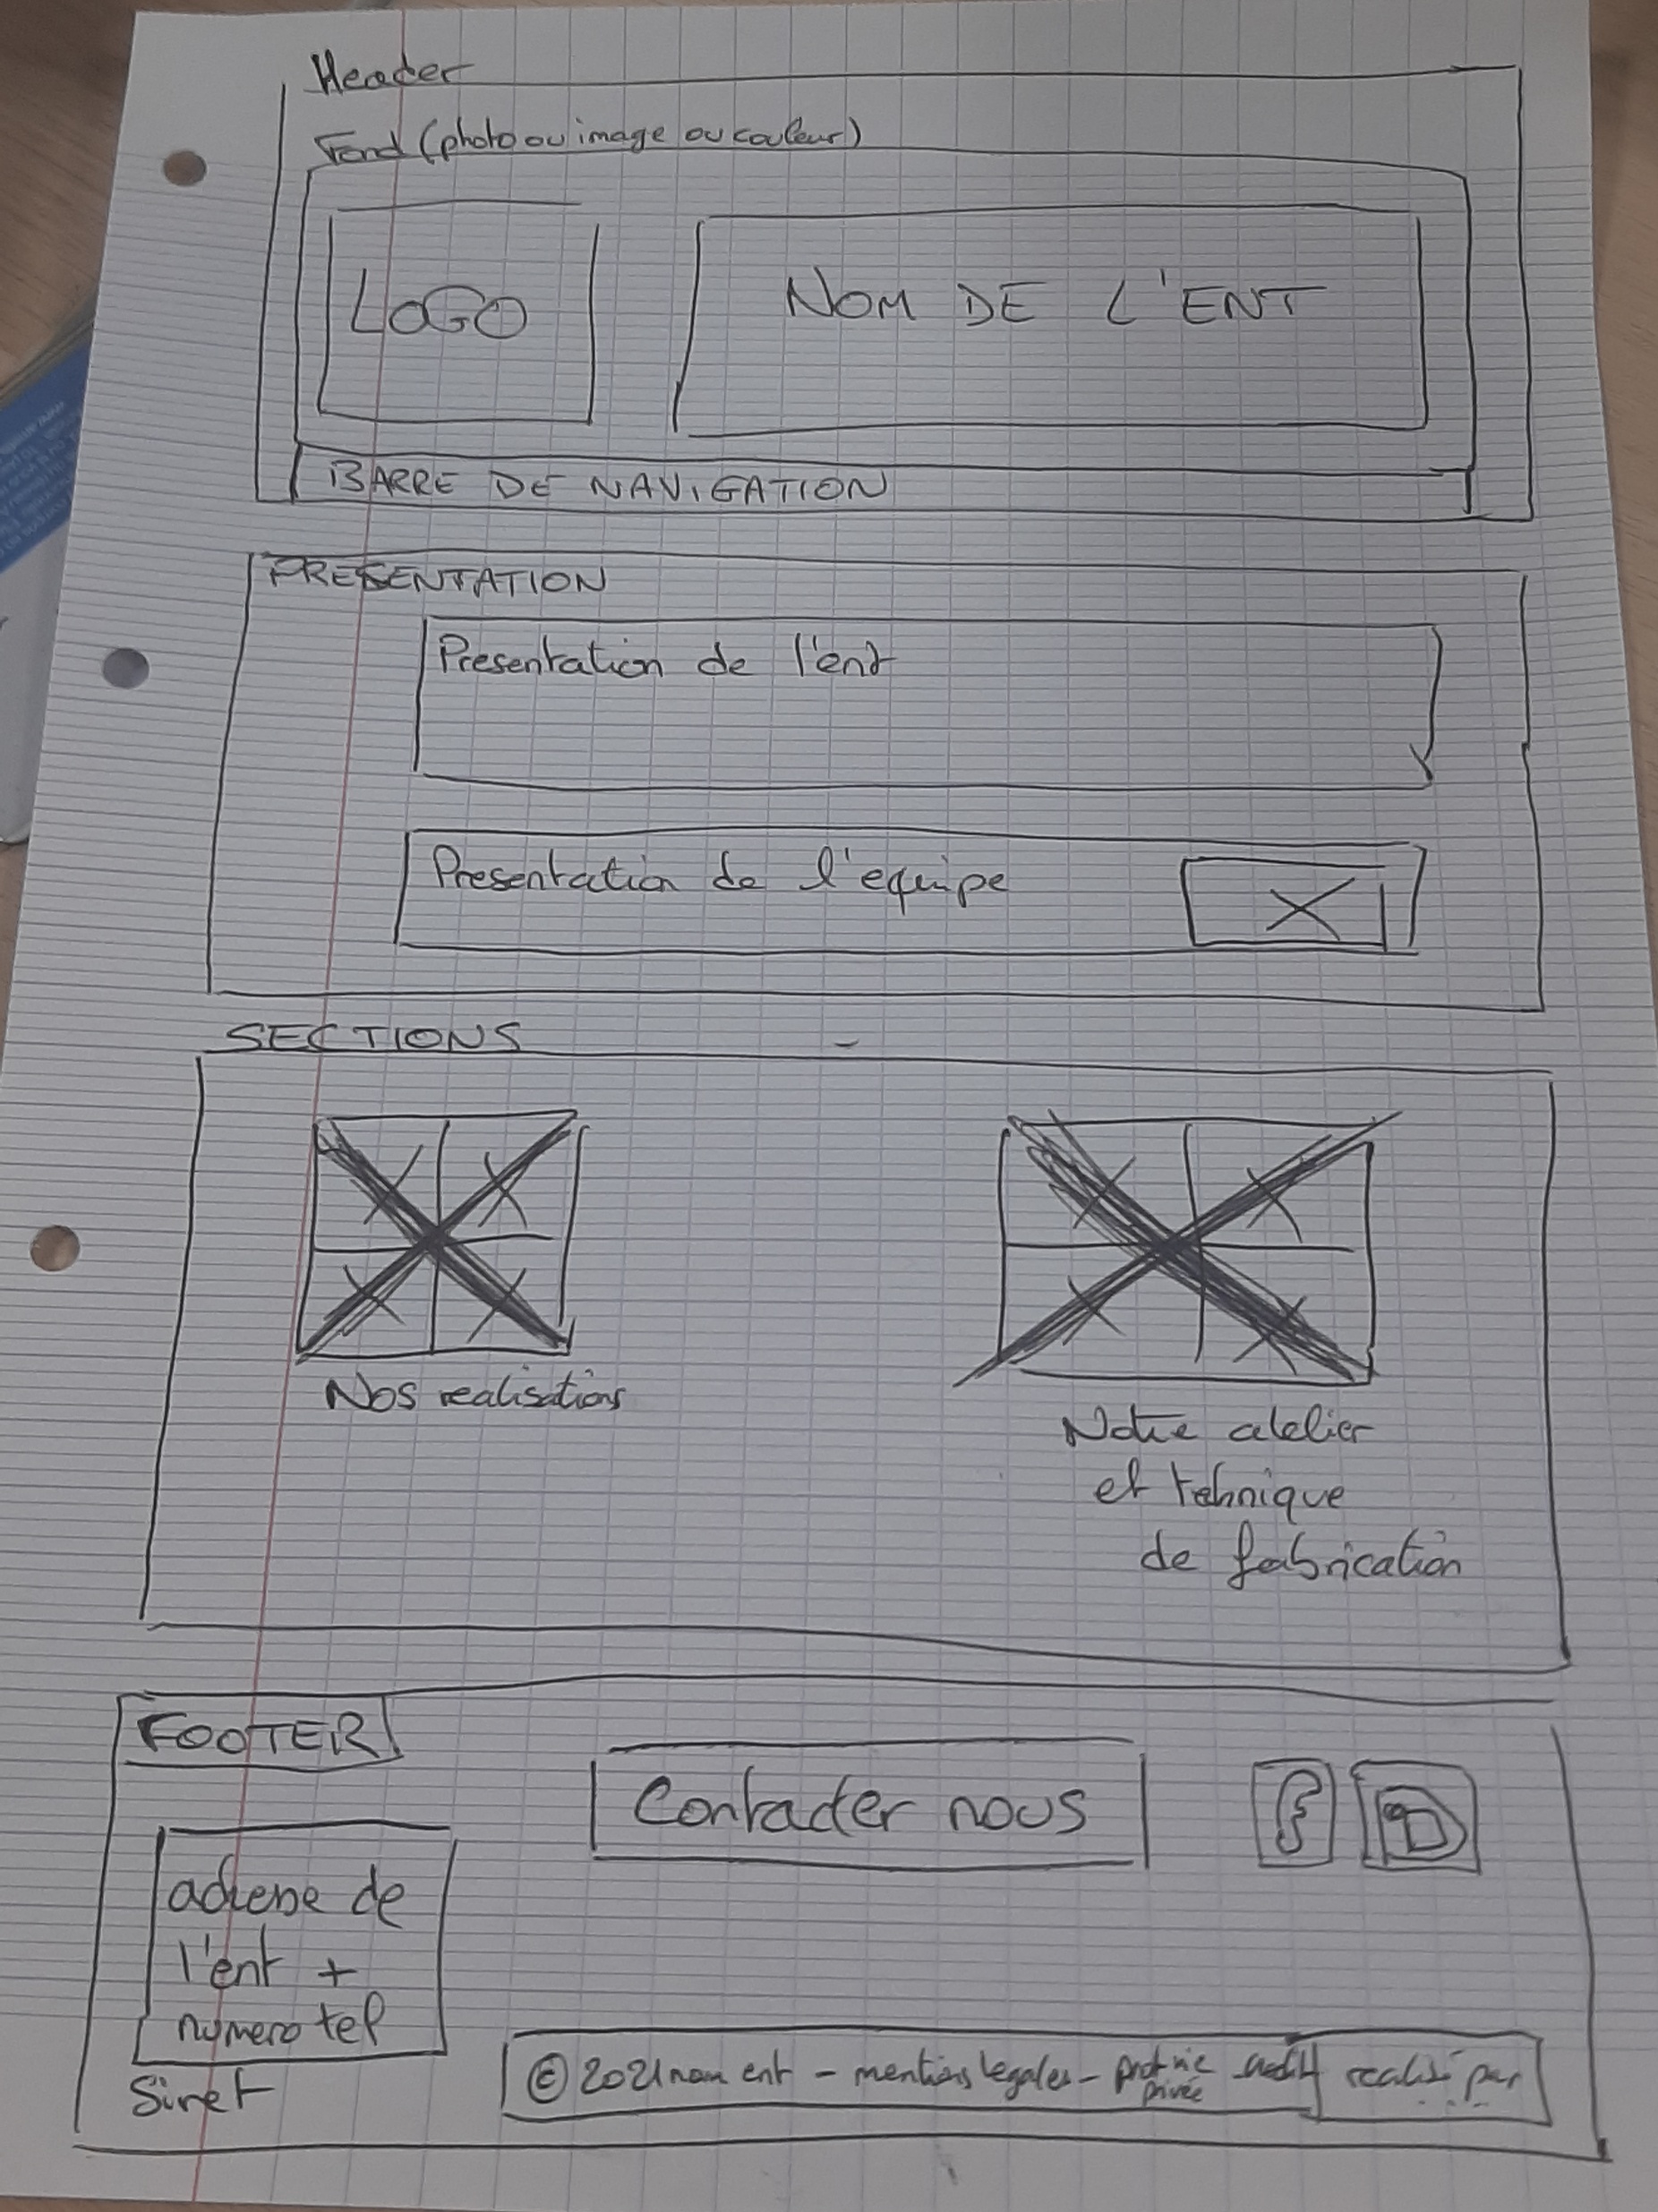 Header
Fond (photo ou image ou couleur)
LOGO
NOM DE L'ENT
BARRE DE NAVIGATION
PRESENTATION
Presentation de l'ent
Presentation de l'equipe
SECTIONS
Nos realisations
Notre atelier
et tehnique
de fabrication
FOOTER
Contacter nous
f
adresse de
l'ent +
numero tel
Siret
© 2021 nom ent - mentions legales - prot vie privée credit realisé par
...